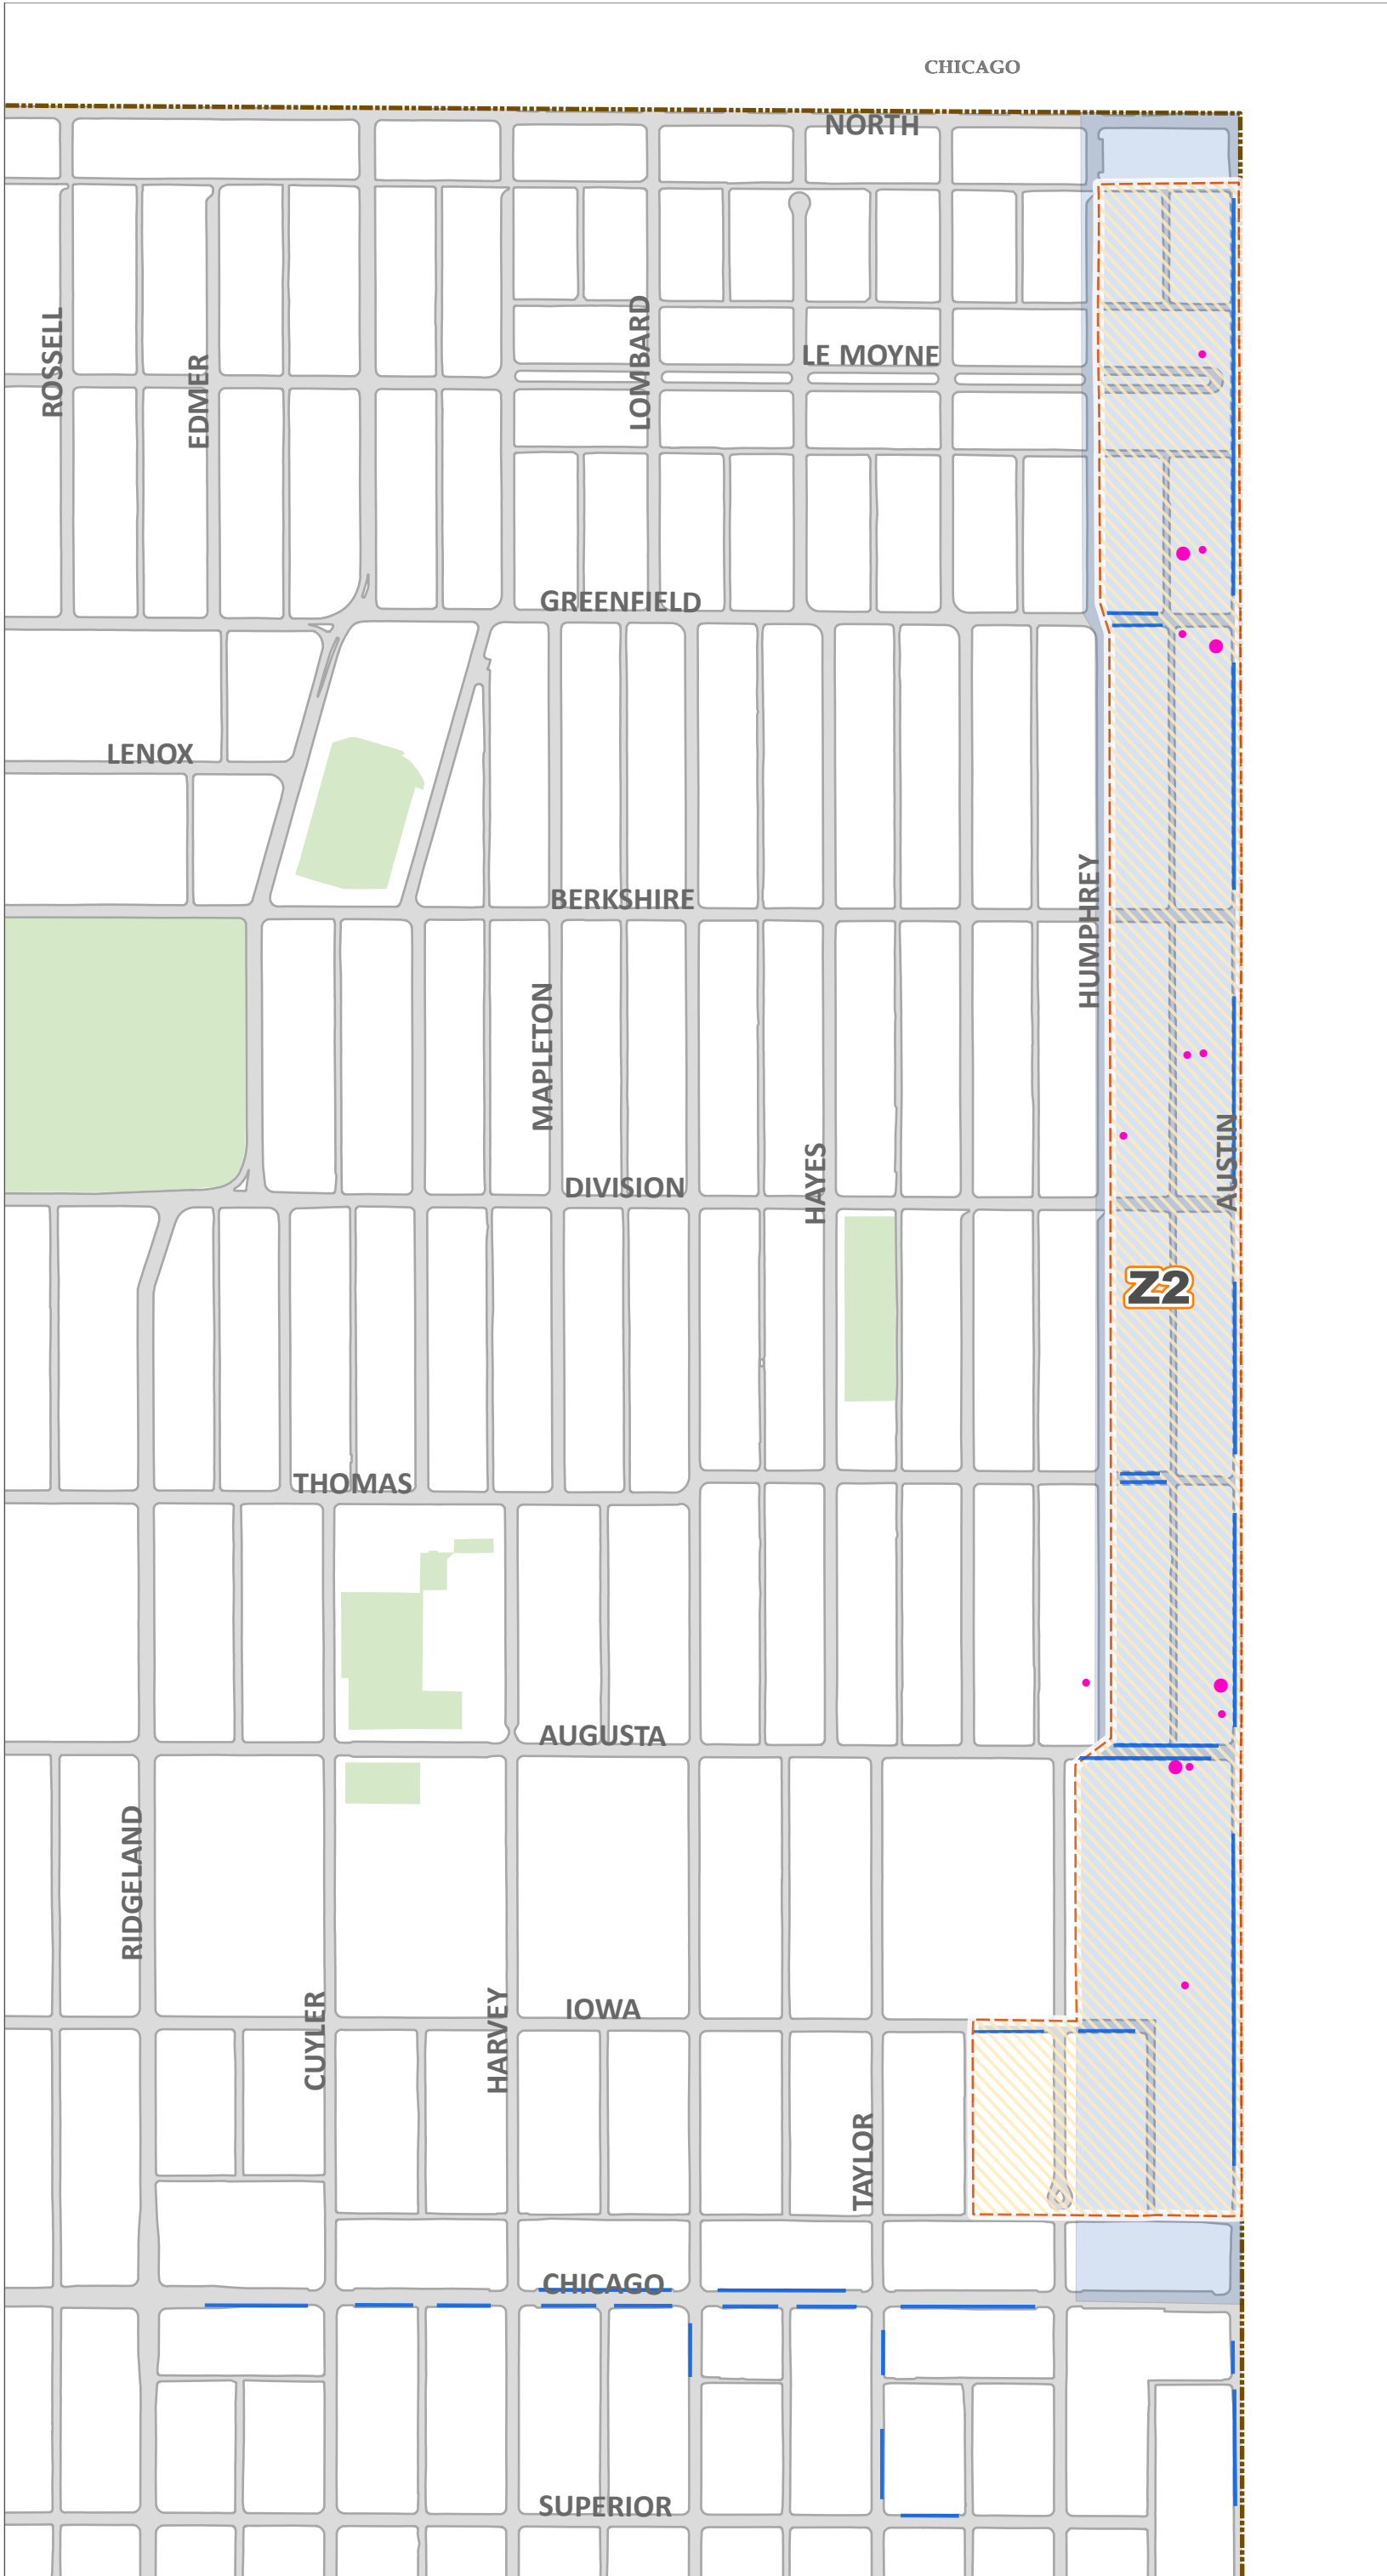 CHICAGO
NORTH
ROSSELL
EDMER
LOMBARD
LE MOYNE
GREENFIELD
LENOX
BERKSHIRE
HUMPHREY
MAPLETON
AUSTIN
HAYES
DIVISION
Z2
THOMAS
AUGUSTA
RIDGELAND
IOWA
CUYLER
HARVEY
TAYLOR
CHICAGO
SUPERIOR